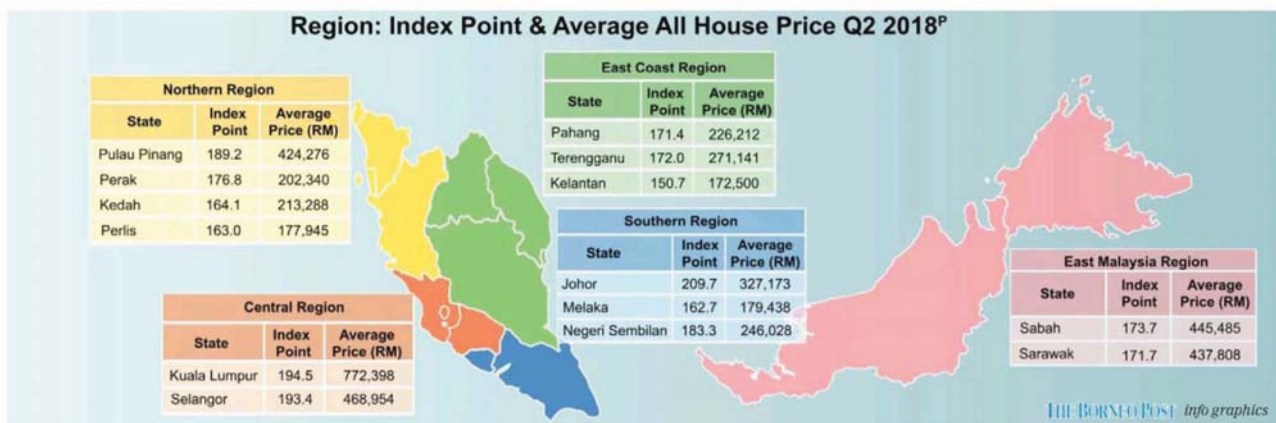 Region: Index Point & Average All House Price Q2 2018ᴾ
Northern Region
State Index Point Average Price (RM)
Pulau Pinang 189.2 424,276
Perak 176.8 202,340
Kedah 164.1 213,288
Perlis 163.0 177,945
East Coast Region
State Index Point Average Price (RM)
Pahang 171.4 226,212
Terengganu 172.0 271,141
Kelantan 150.7 172,500
Southern Region
State Index Point Average Price (RM)
Johor 209.7 327,173
Melaka 162.7 179,438
Negeri Sembilan 183.3 246,028
Central Region
State Index Point Average Price (RM)
Kuala Lumpur 194.5 772,398
Selangor 193.4 468,954
East Malaysia Region
State Index Point Average Price (RM)
Sabah 173.7 445,485
Sarawak 171.7 437,808
THE BORNEO POST info graphics